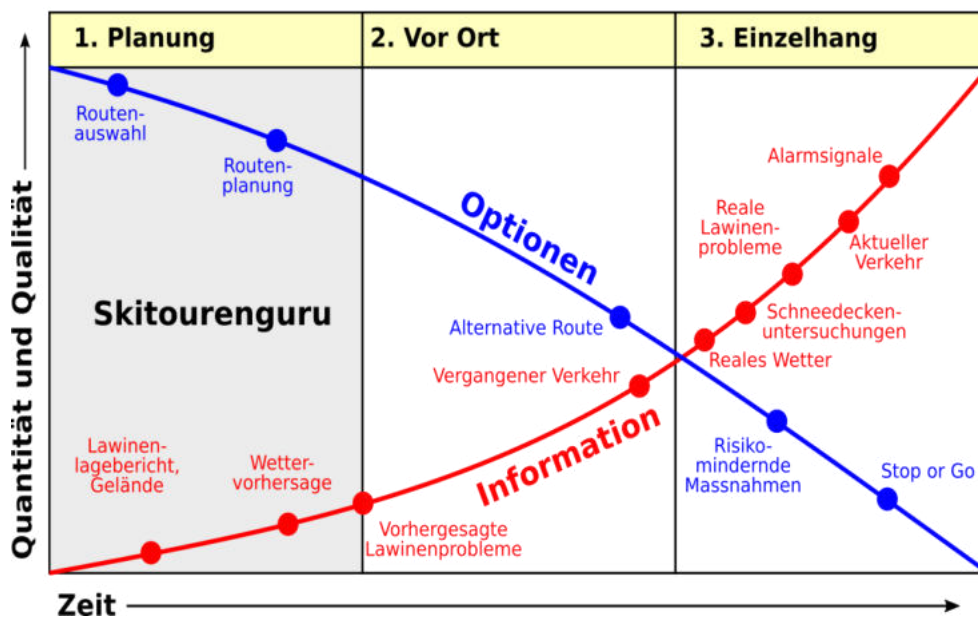 1. Planung
2. Vor Ort
3. Einzelhang
Quantität und Qualität
Routen-
auswahl
Routen-
planung
Optionen
Alarmsignale
Reale
Lawinen-
probleme
Aktueller
Verkehr
Skitourenguru
Alternative Route
Schneedecken-
untersuchungen
Reales Wetter
Vergangener Verkehr
Information
Lawinen-
lagebericht,
Gelände
Wetter-
vorhersage
Vorhergesagte
Lawinenprobleme
Risiko-
mindernde
Massnahmen
Stop or Go
Zeit